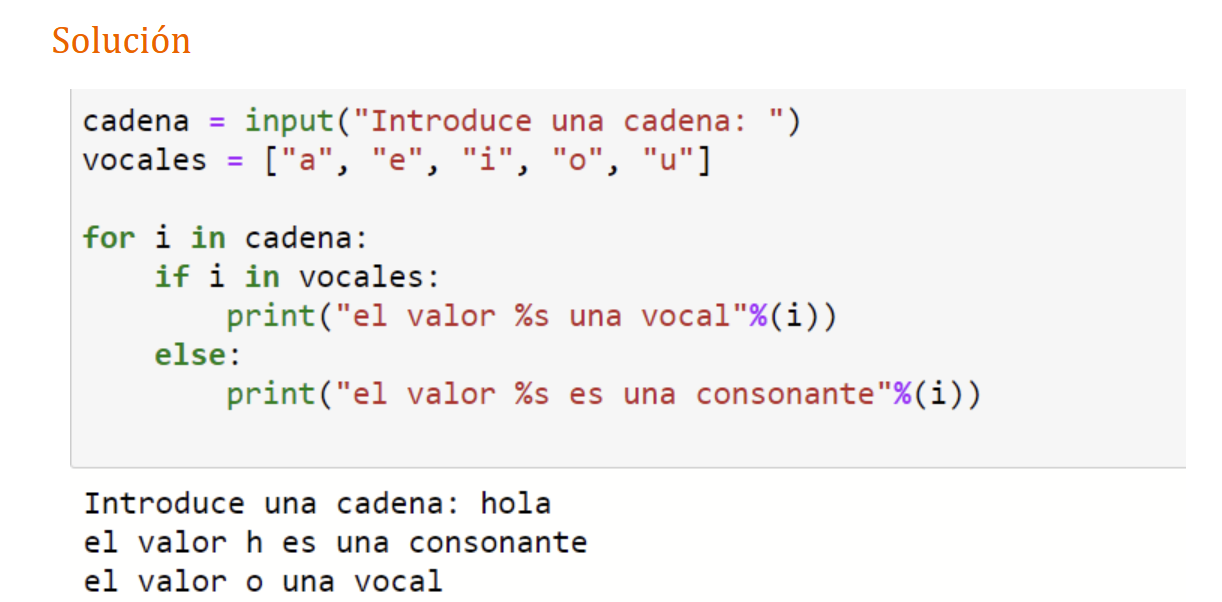 Solución
cadena = input("Introduce una cadena: ")
vocales = ["a", "e", "i", "o", "u"]
for i in cadena:
    if i in vocales:
        print("el valor %s una vocal"%(i))
    else:
        print("el valor %s es una consonante"%(i))
Introduce una cadena: hola
el valor h es una consonante
el valor o una vocal